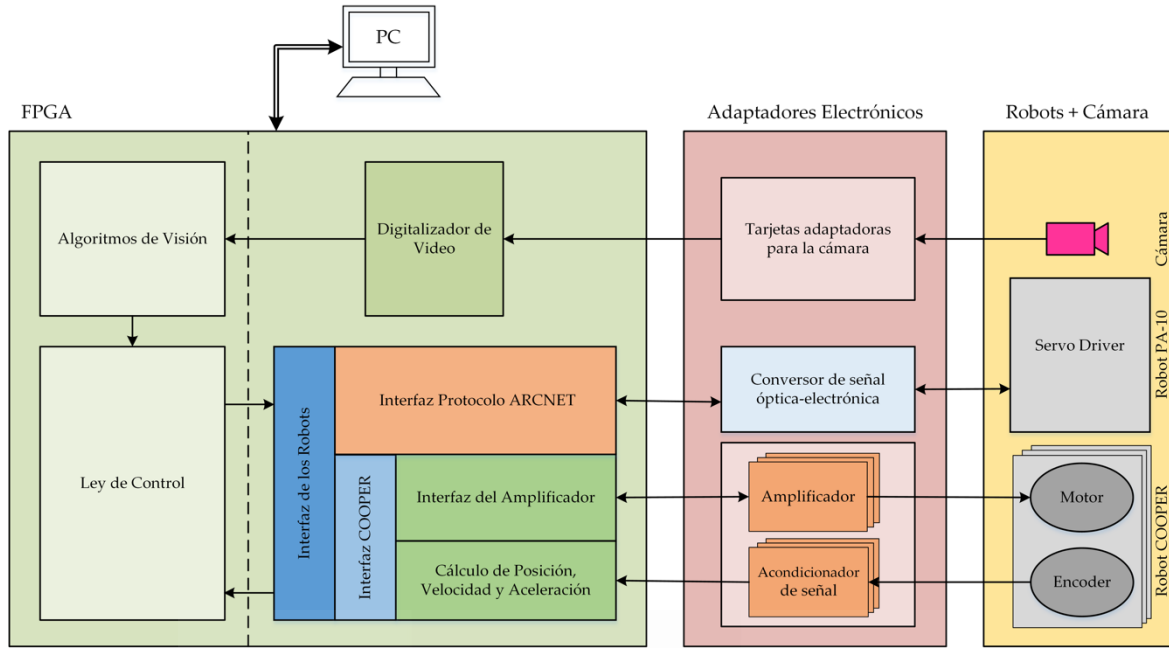 PC
FPGA
Adaptadores Electrónicos
Robots + Cámara
Algoritmos de Visión
Digitalizador de
Video
Tarjetas adaptadoras
para la cámara
Cámara
Ley de Control
Interfaz de los Robots
Interfaz Protocolo ARCNET
Conversor de señal
óptica-electrónica
Servo Driver
Robot PA-10
Interfaz COOPER
Interfaz del Amplificador
Amplificador
Motor
Cálculo de Posición,
Velocidad y Aceleración
Acondicionador
de señal
Encoder
Robot COOPER